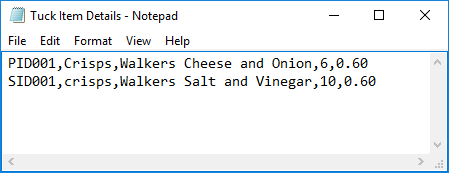 Tuck Item Details - Notepad
File Edit Format View Help
PID001,Crisps,Walkers Cheese and Onion,6,0.60
SID001,crisps,Walkers Salt and Vinegar,10,0.60